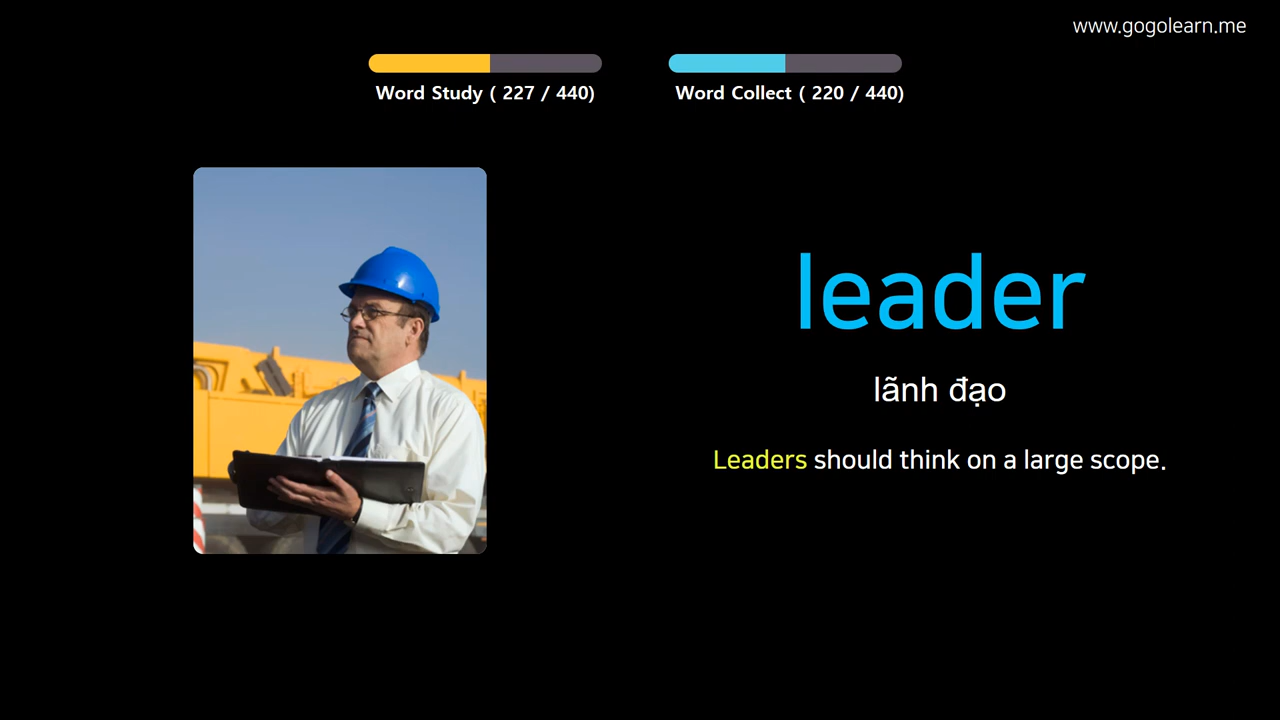 www.gogolearn.me
Word Study ( 227 / 440)
Word Collect ( 220 / 440)
leader
lãnh đạo
Leaders should think on a large scope.